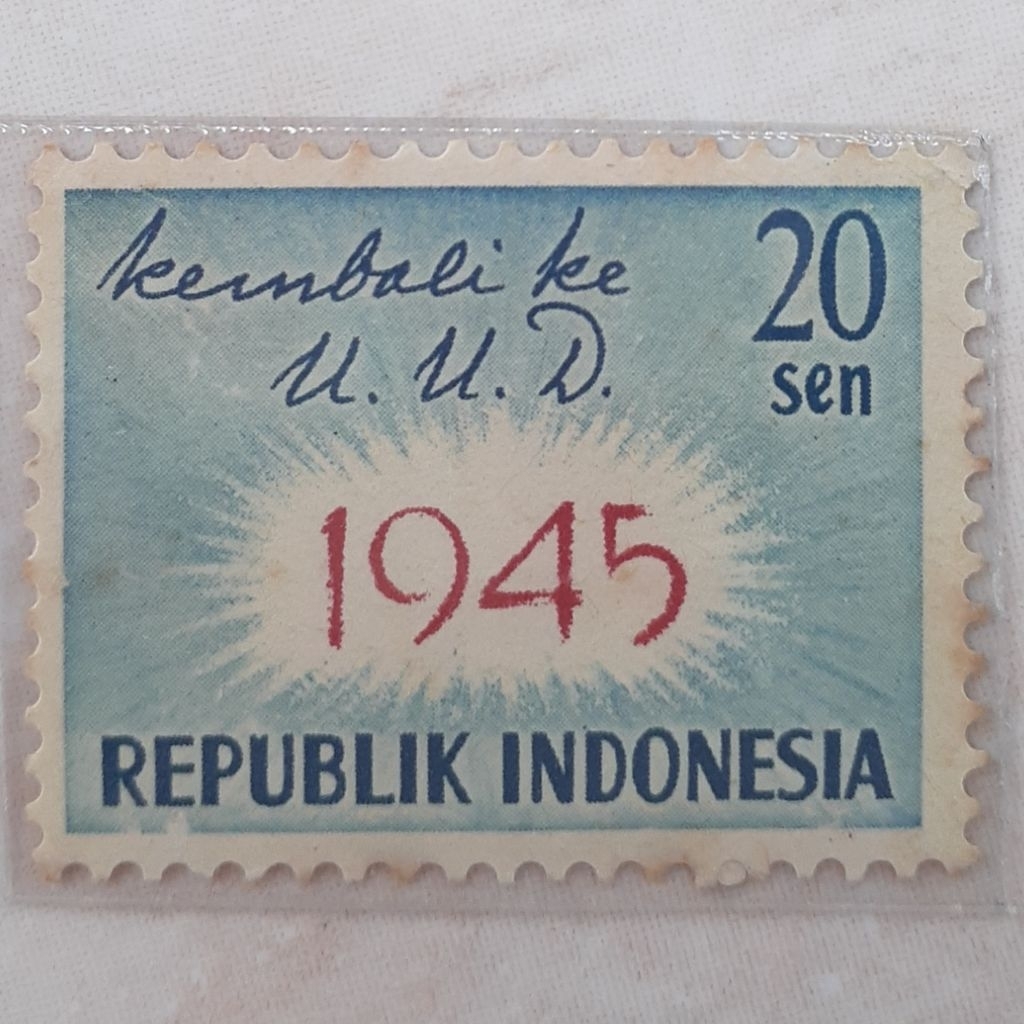 kembali ke
U. U. D.
20
sen
1945
REPUBLIK INDONESIA